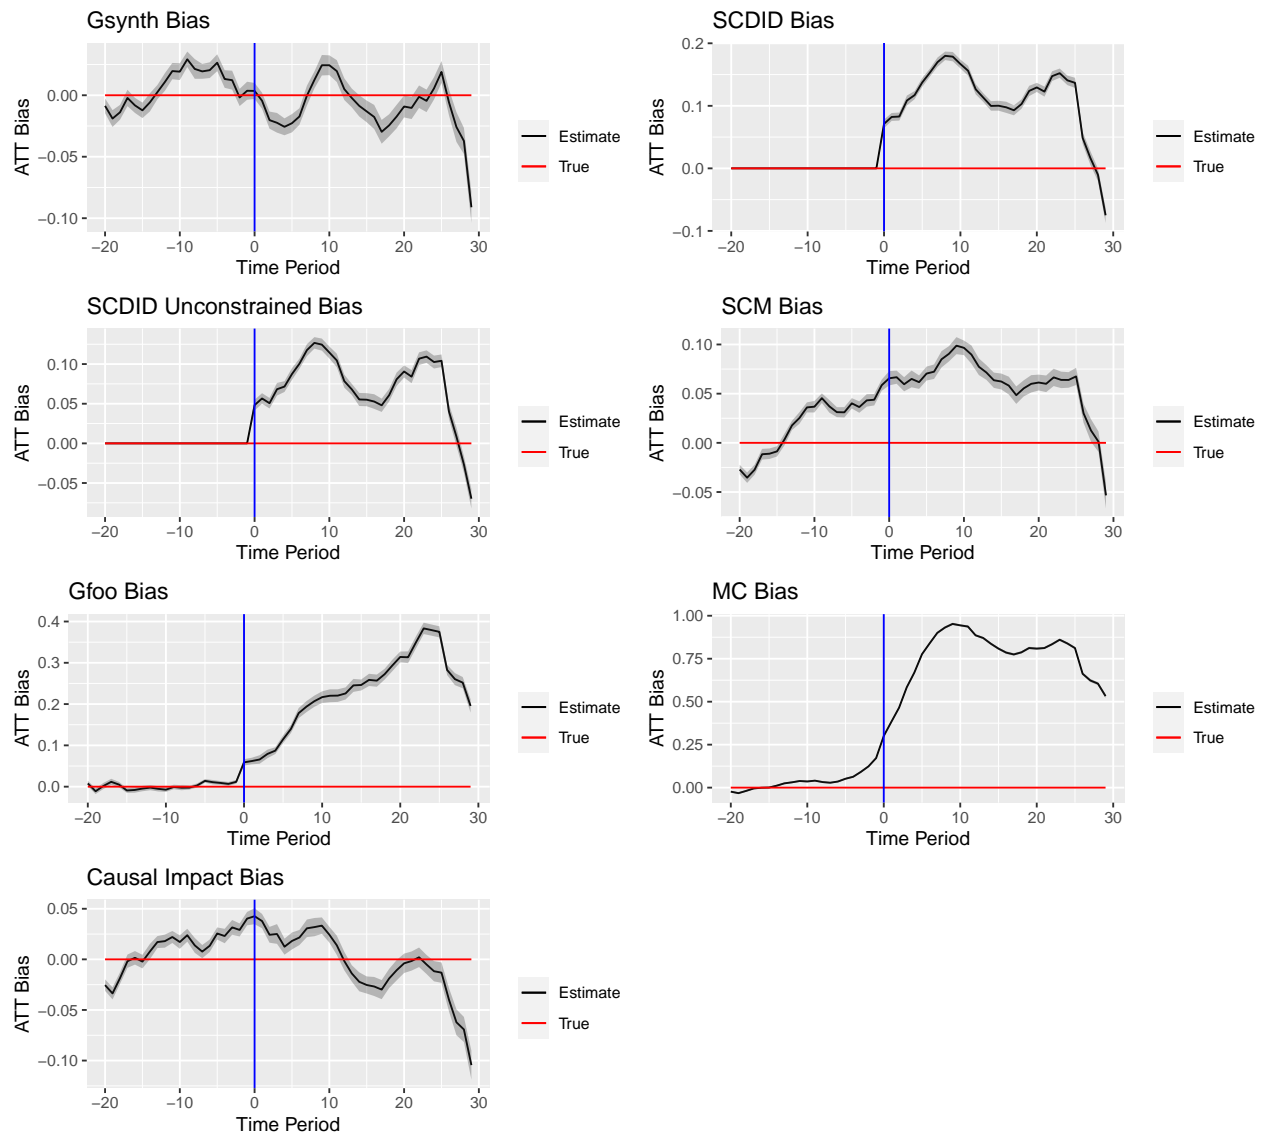 Gsynth Bias
ATT Bias
0.00
−0.05
−0.10
−20 −10 0 10 20 30
Time Period
Estimate
True
SCDID Bias
ATT Bias
0.2
0.1
0.0
−0.1
−20 −10 0 10 20 30
Time Period
Estimate
True
SCDID Unconstrained Bias
ATT Bias
0.10
0.05
0.00
−0.05
−20 −10 0 10 20 30
Time Period
Estimate
True
SCM Bias
ATT Bias
0.10
0.05
0.00
−0.05
−20 −10 0 10 20 30
Time Period
Estimate
True
Gfoo Bias
ATT Bias
0.4
0.3
0.2
0.1
0.0
−20 −10 0 10 20 30
Time Period
Estimate
True
MC Bias
ATT Bias
1.00
0.75
0.50
0.25
0.00
−20 −10 0 10 20 30
Time Period
Estimate
True
Causal Impact Bias
ATT Bias
0.05
0.00
−0.05
−0.10
−20 −10 0 10 20 30
Time Period
Estimate
True